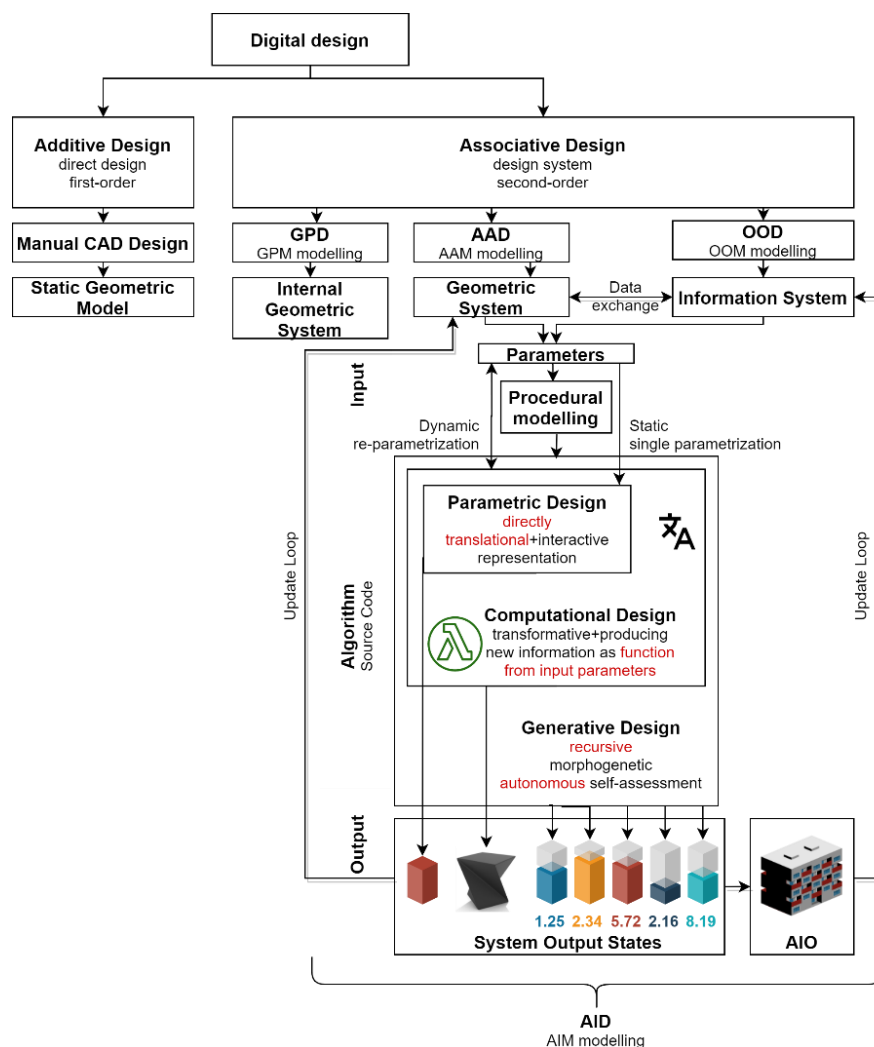 Digital design
Additive Design
direct design
first-order
Associative Design
design system
second-order
Manual CAD Design
GPD
GPM modelling
AAD
AAM modelling
OOD
OOM modelling
Static Geometric
Model
Internal
Geometric
System
Geometric
System
Data
exchange
Information System
Parameters
Input
Procedural
modelling
Dynamic
re-parametrization
Static
single parametrization
Parametric Design
directly
translational+interactive
representation
文A
Update Loop
Algorithm
Source Code
Update Loop
Computational Design
transformative+producing
new information as function
from input parameters
λ
Generative Design
recursive
morphogenetic
autonomous self-assessment
Output
1.25 2.34 5.72 2.16 8.19
System Output States
AIO
AID
AIM modelling